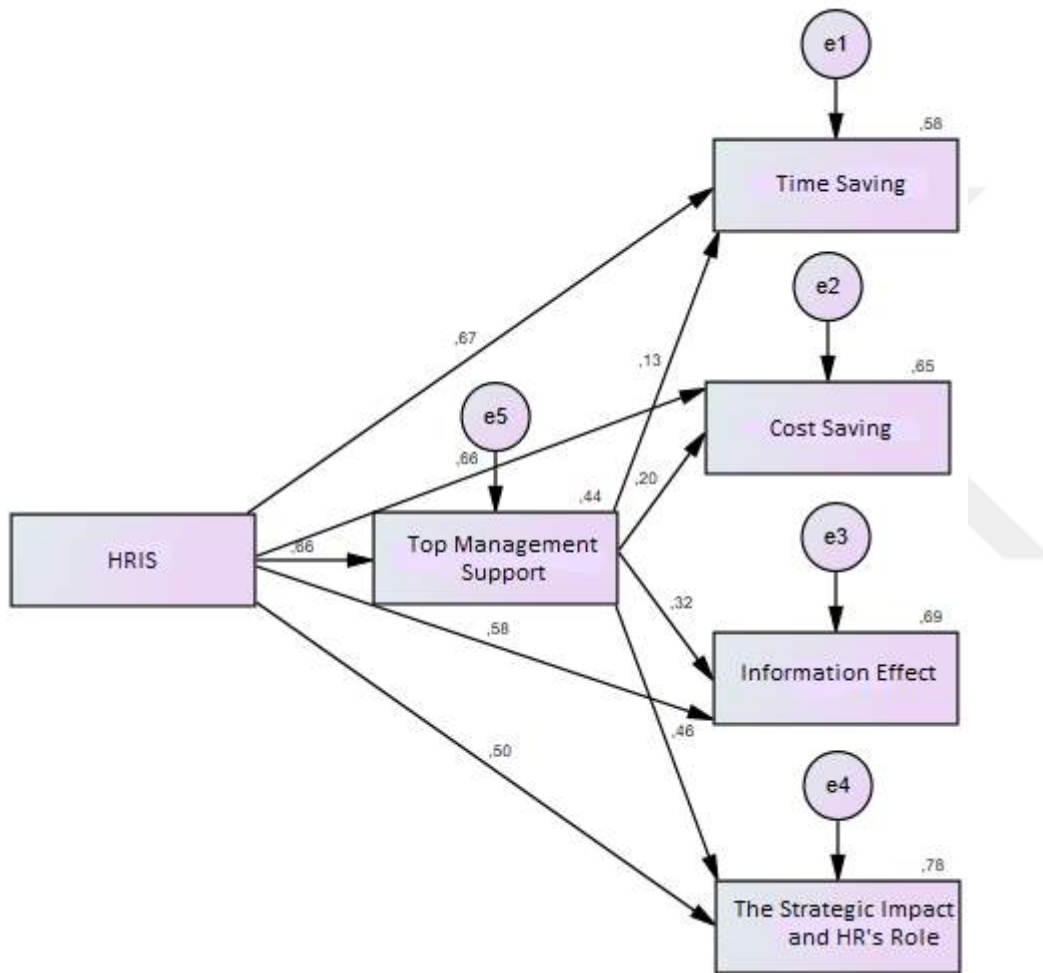 e1
,58
Time Saving
e2
,67
,13
,65
e5
Cost Saving
,66
,20
,44
HRIS
,66
Top Management
Support
e3
,32
,69
,58
Information Effect
,46
,50
e4
,78
The Strategic Impact
and HR's Role